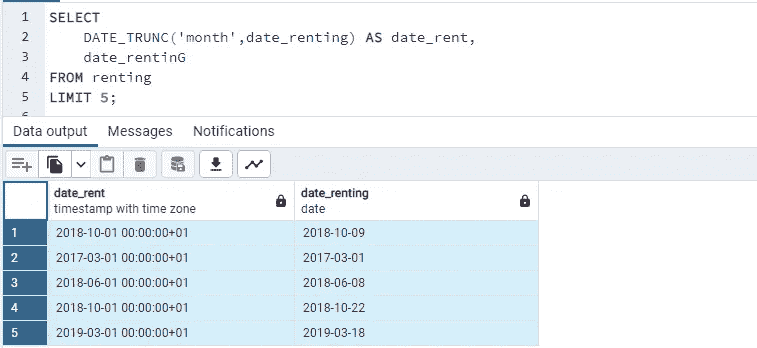 1 SELECT
2 DATE_TRUNC('month',date_renting) AS date_rent,
3 date_rentinG
4 FROM renting
5 LIMIT 5;
Data output Messages Notifications
date_rent date_renting
timestamp with time zone date
1 2018-10-01 00:00:00+01 2018-10-09
2 2017-03-01 00:00:00+01 2017-03-01
3 2018-06-01 00:00:00+01 2018-06-08
4 2018-10-01 00:00:00+01 2018-10-22
5 2019-03-01 00:00:00+01 2019-03-18